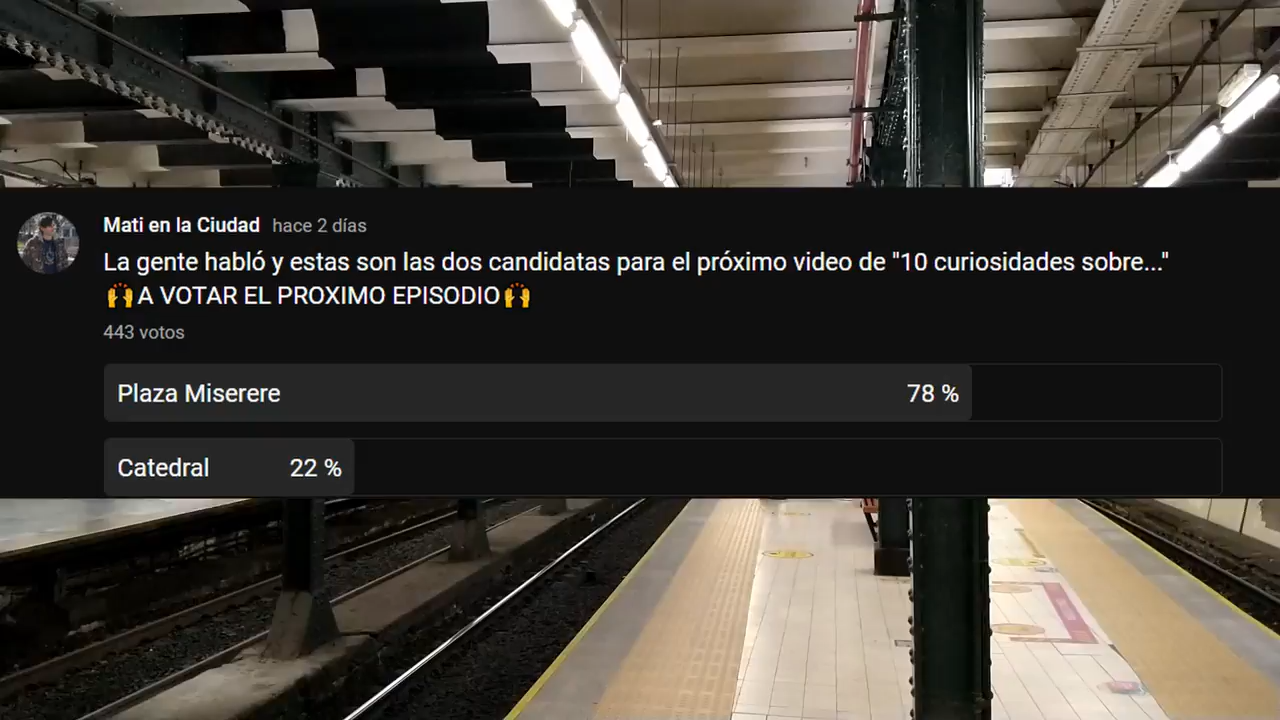 Mati en la Ciudad hace 2 días
La gente habló y estas son las dos candidatas para el próximo video de "10 curiosidades sobre..."
🙌A VOTAR EL PROXIMO EPISODIO🙌
443 votos
Plaza Miserere 78 %
Catedral 22 %